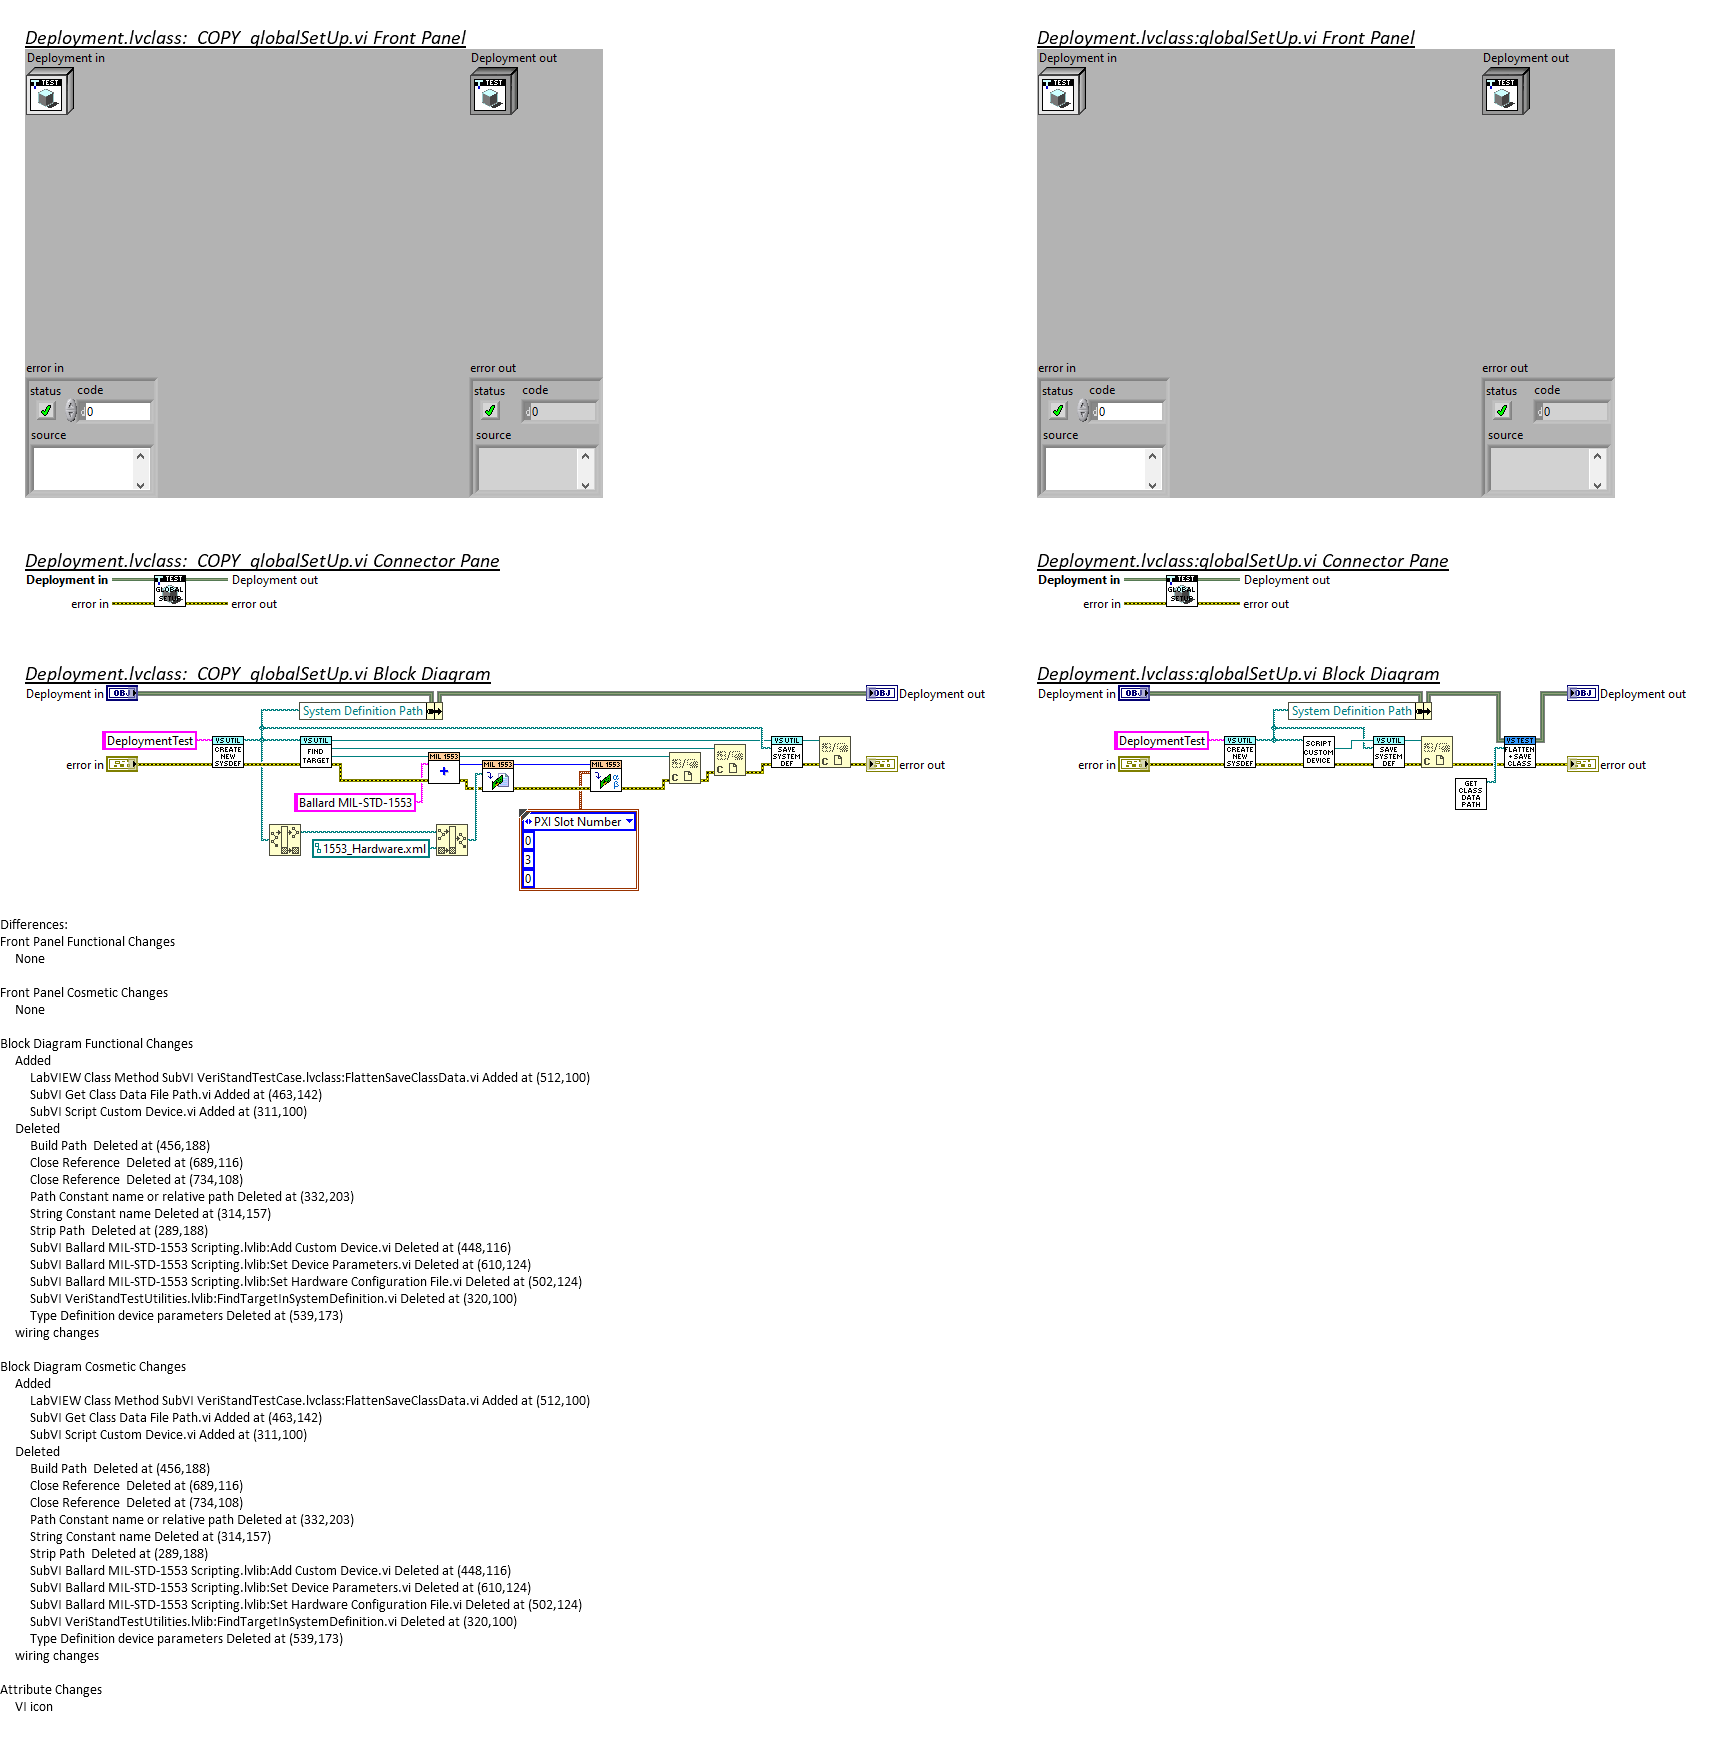 Deployment.lvclass:  COPY  globalSetUp.vi Front Panel
Deployment in
Deployment out
TEST
TEST
error in
error out
status
code
0
source
status
code
0
source
Deployment.lvclass:globalSetUp.vi Front Panel
Deployment in
Deployment out
TEST
TEST
error in
error out
status
code
0
source
status
code
0
source
Deployment.lvclass:  COPY  globalSetUp.vi Connector Pane
Deployment in
Deployment out
TEST
GLOBAL
SETUP
error in
error out
Deployment.lvclass:globalSetUp.vi Connector Pane
Deployment in
Deployment out
TEST
GLOBAL
SETUP
error in
error out
Deployment.lvclass:  COPY  globalSetUp.vi Block Diagram
Deployment in
OBJ
OBJ
Deployment out
System Definition Path
DeploymentTest
VS UTIL
CREATE
NEW
SYSDEF
VS UTIL
FIND
TARGET
MIL 1553
MIL 1553
MIL 1553
VS UTIL
SAVE
SYSTEM
DEF
error in
error out
Ballard MIL-STD-1553
1553_Hardware.xml
PXI Slot Number
0
3
0
Deployment.lvclass:globalSetUp.vi Block Diagram
Deployment in
OBJ
OBJ
Deployment out
System Definition Path
DeploymentTest
VS UTIL
CREATE
NEW
SYSDEF
SCRIPT
CUSTOM
DEVICE
VS UTIL
SAVE
SYSTEM
DEF
VS TEST
FLATTEN
+SAVE
CLASS
error in
error out
GET
CLASS
DATA
PATH
Differences:
Front Panel Functional Changes
None
Front Panel Cosmetic Changes
None
Block Diagram Functional Changes
Added
LabVIEW Class Method SubVI VeriStandTestCase.lvclass:FlattenSaveClassData.vi Added at (512,100)
SubVI Get Class Data File Path.vi Added at (463,142)
SubVI Script Custom Device.vi Added at (311,100)
Deleted
Build Path  Deleted at (456,188)
Close Reference  Deleted at (689,116)
Close Reference  Deleted at (734,108)
Path Constant name or relative path Deleted at (332,203)
String Constant name Deleted at (314,157)
Strip Path  Deleted at (289,188)
SubVI Ballard MIL-STD-1553 Scripting.lvlib:Add Custom Device.vi Deleted at (448,116)
SubVI Ballard MIL-STD-1553 Scripting.lvlib:Set Device Parameters.vi Deleted at (610,124)
SubVI Ballard MIL-STD-1553 Scripting.lvlib:Set Hardware Configuration File.vi Deleted at (502,124)
SubVI VeriStandTestUtilities.lvlib:FindTargetInSystemDefinition.vi Deleted at (320,100)
Type Definition device parameters Deleted at (539,173)
wiring changes
Block Diagram Cosmetic Changes
Added
LabVIEW Class Method SubVI VeriStandTestCase.lvclass:FlattenSaveClassData.vi Added at (512,100)
SubVI Get Class Data File Path.vi Added at (463,142)
SubVI Script Custom Device.vi Added at (311,100)
Deleted
Build Path  Deleted at (456,188)
Close Reference  Deleted at (689,116)
Close Reference  Deleted at (734,108)
Path Constant name or relative path Deleted at (332,203)
String Constant name Deleted at (314,157)
Strip Path  Deleted at (289,188)
SubVI Ballard MIL-STD-1553 Scripting.lvlib:Add Custom Device.vi Deleted at (448,116)
SubVI Ballard MIL-STD-1553 Scripting.lvlib:Set Device Parameters.vi Deleted at (610,124)
SubVI Ballard MIL-STD-1553 Scripting.lvlib:Set Hardware Configuration File.vi Deleted at (502,124)
SubVI VeriStandTestUtilities.lvlib:FindTargetInSystemDefinition.vi Deleted at (320,100)
Type Definition device parameters Deleted at (539,173)
wiring changes
Attribute Changes
VI icon